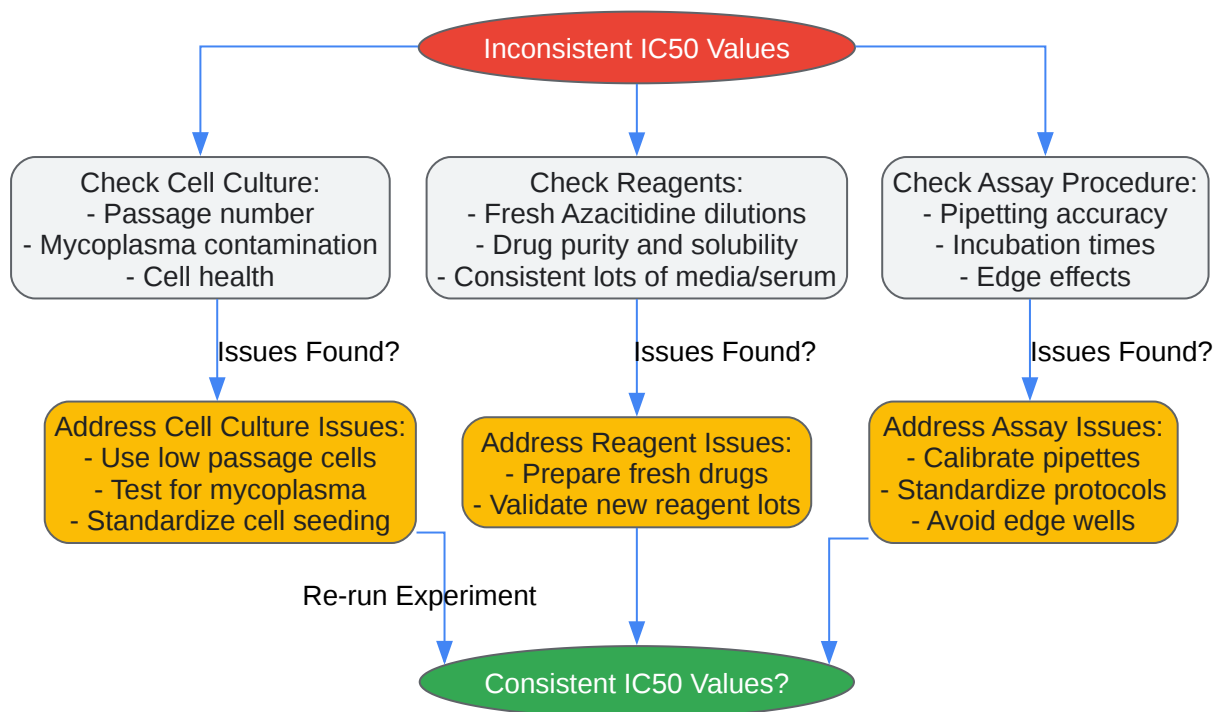 Inconsistent IC50 Values
Check Cell Culture:
- Passage number
- Mycoplasma contamination
- Cell health
Check Reagents:
- Fresh Azacitidine dilutions
- Drug purity and solubility
- Consistent lots of media/serum
Check Assay Procedure:
- Pipetting accuracy
- Incubation times
- Edge effects
Issues Found?
Issues Found?
Issues Found?
Address Cell Culture Issues:
- Use low passage cells
- Test for mycoplasma
- Standardize cell seeding
Address Reagent Issues:
- Prepare fresh drugs
- Validate new reagent lots
Address Assay Issues:
- Calibrate pipettes
- Standardize protocols
- Avoid edge wells
Re-run Experiment
Consistent IC50 Values?